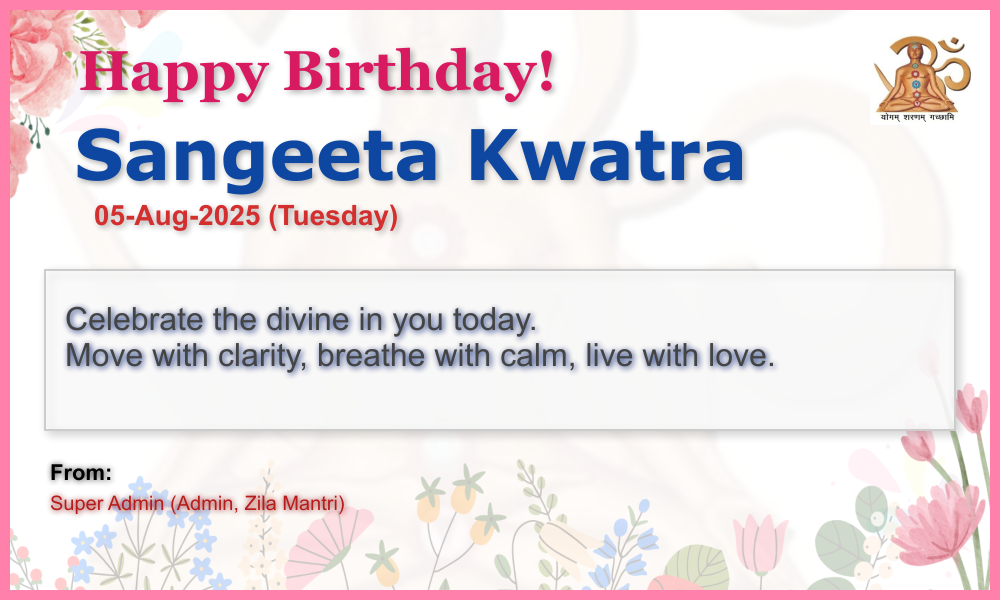 Happy Birthday!
योगम् शरणम् गच्छामि
Sangeeta Kwatra
05-Aug-2025 (Tuesday)
Celebrate the divine in you today.
Move with clarity, breathe with calm, live with love.
From:
Super Admin (Admin, Zila Mantri)